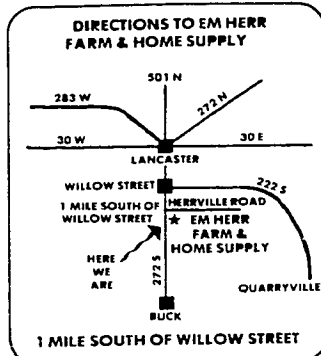 DIRECTIONS TO EM HERR
FARM & HOME SUPPLY
501 N
283 W
272 N
30 W
30 E
LANCASTER
WILLOW STREET
222 S
1 MILE SOUTH OF
WILLOW STREET
HERRVILLE ROAD
★ EM HERR
FARM &
HOME SUPPLY
HERE
WE
ARE
272 S
QUARRYVILLE
BUCK
1 MILE SOUTH OF WILLOW STREET